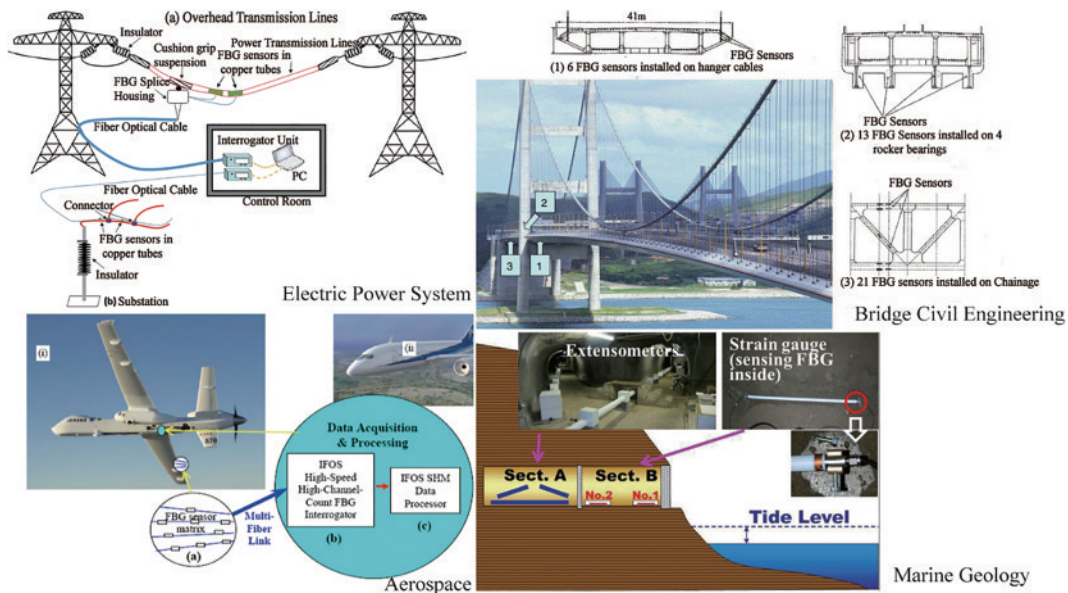 (a) Overhead Transmission Lines
Insulator
Cushion grip
suspension
Power Transmission Lines
FBG sensors in
copper tubes
FBG Splice
Housing
Fiber Optical Cable
Interrogator Unit
PC
Control Room
Fiber Optical Cable
Connector
FBG sensors in
copper tubes
Insulator
(b) Substation
Electric Power System
41m
FBG Sensors
(1) 6 FBG sensors installed on hanger cables
FBG Sensors
(2) 13 FBG Sensors installed on 4
rocker bearings
FBG Sensors
(3) 21 FBG sensors installed on Chainage
2
3
1
Bridge Civil Engineering
(i)
(ii
Data Acquisition
& Processing
IFOS
High-Speed
High-Channel-
Count FBG
Interrogator
(b)
IFOS SHM
Data
Processor
(c)
FBG sensor
matrix
(a)
Multi-
Fiber
Link
Aerospace
Extensometers
Strain gauge
(sensing FBG
inside)
Sect. A
Sect. B
No.2
No.1
Tide Level
Marine Geology